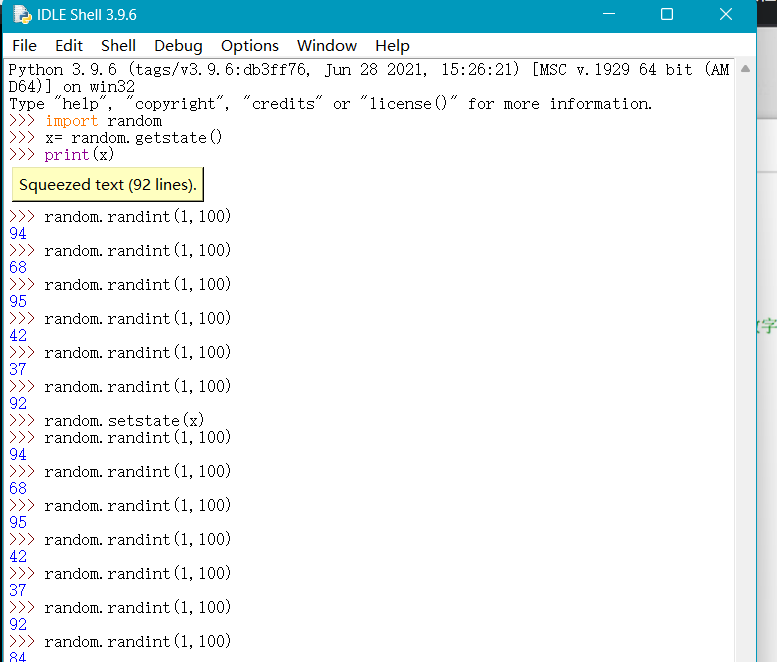 IDLE Shell 3.9.6
File Edit Shell Debug Options Window Help
Python 3.9.6 (tags/v3.9.6:db3ff76, Jun 28 2021, 15:26:21) [MSC v.1929 64 bit (AM
D64)] on win32
Type "help", "copyright", "credits" or "license()" for more information.
>>> import random
>>> x= random.getstate()
>>> print(x)
Squeezed text (92 lines).
>>> random.randint(1,100)
94
>>> random.randint(1,100)
68
>>> random.randint(1,100)
95
>>> random.randint(1,100)
42
>>> random.randint(1,100)
37
>>> random.randint(1,100)
92
>>> random.setstate(x)
>>> random.randint(1,100)
94
>>> random.randint(1,100)
68
>>> random.randint(1,100)
95
>>> random.randint(1,100)
42
>>> random.randint(1,100)
37
>>> random.randint(1,100)
92
>>> random.randint(1,100)
84
字